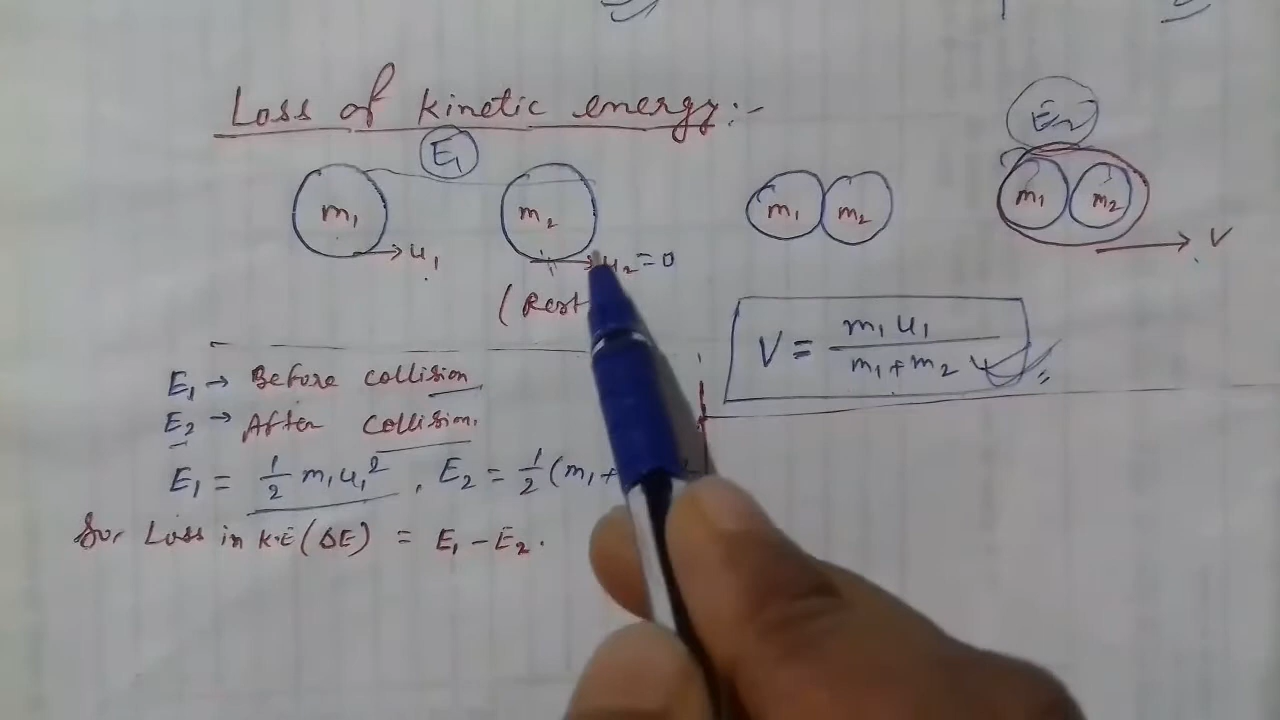 Loss of kinetic energy:-
E₁
E₂
m₁
m₂
m₁ m₂
m₁ m₂
u₁
u₂ = 0
V
(Rest
V = m₁u₁ / m₁+m₂
E₁ → Before collision
E₂ → After collision.
E₁ = 1/2 m₁u₁² , E₂ = 1/2 (m₁+
for Loss in K.E (ΔE) = E₁ - E₂.